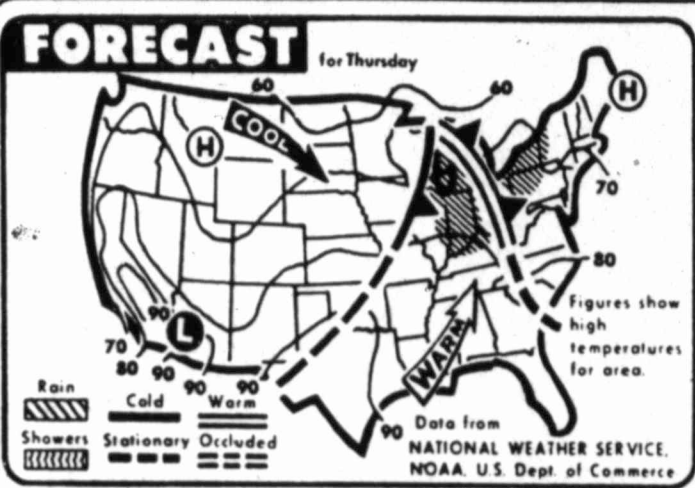 FORECAST for Thursday
60
60
H
COOL
H
70
80
90
L
70
80
90
90
90
WARM
90
Figures show
high
temperatures
for area.
Rain
Cold
Warm
Showers
Stationary
Occluded
Data from
NATIONAL WEATHER SERVICE,
NOAA, U.S. Dept. of Commerce